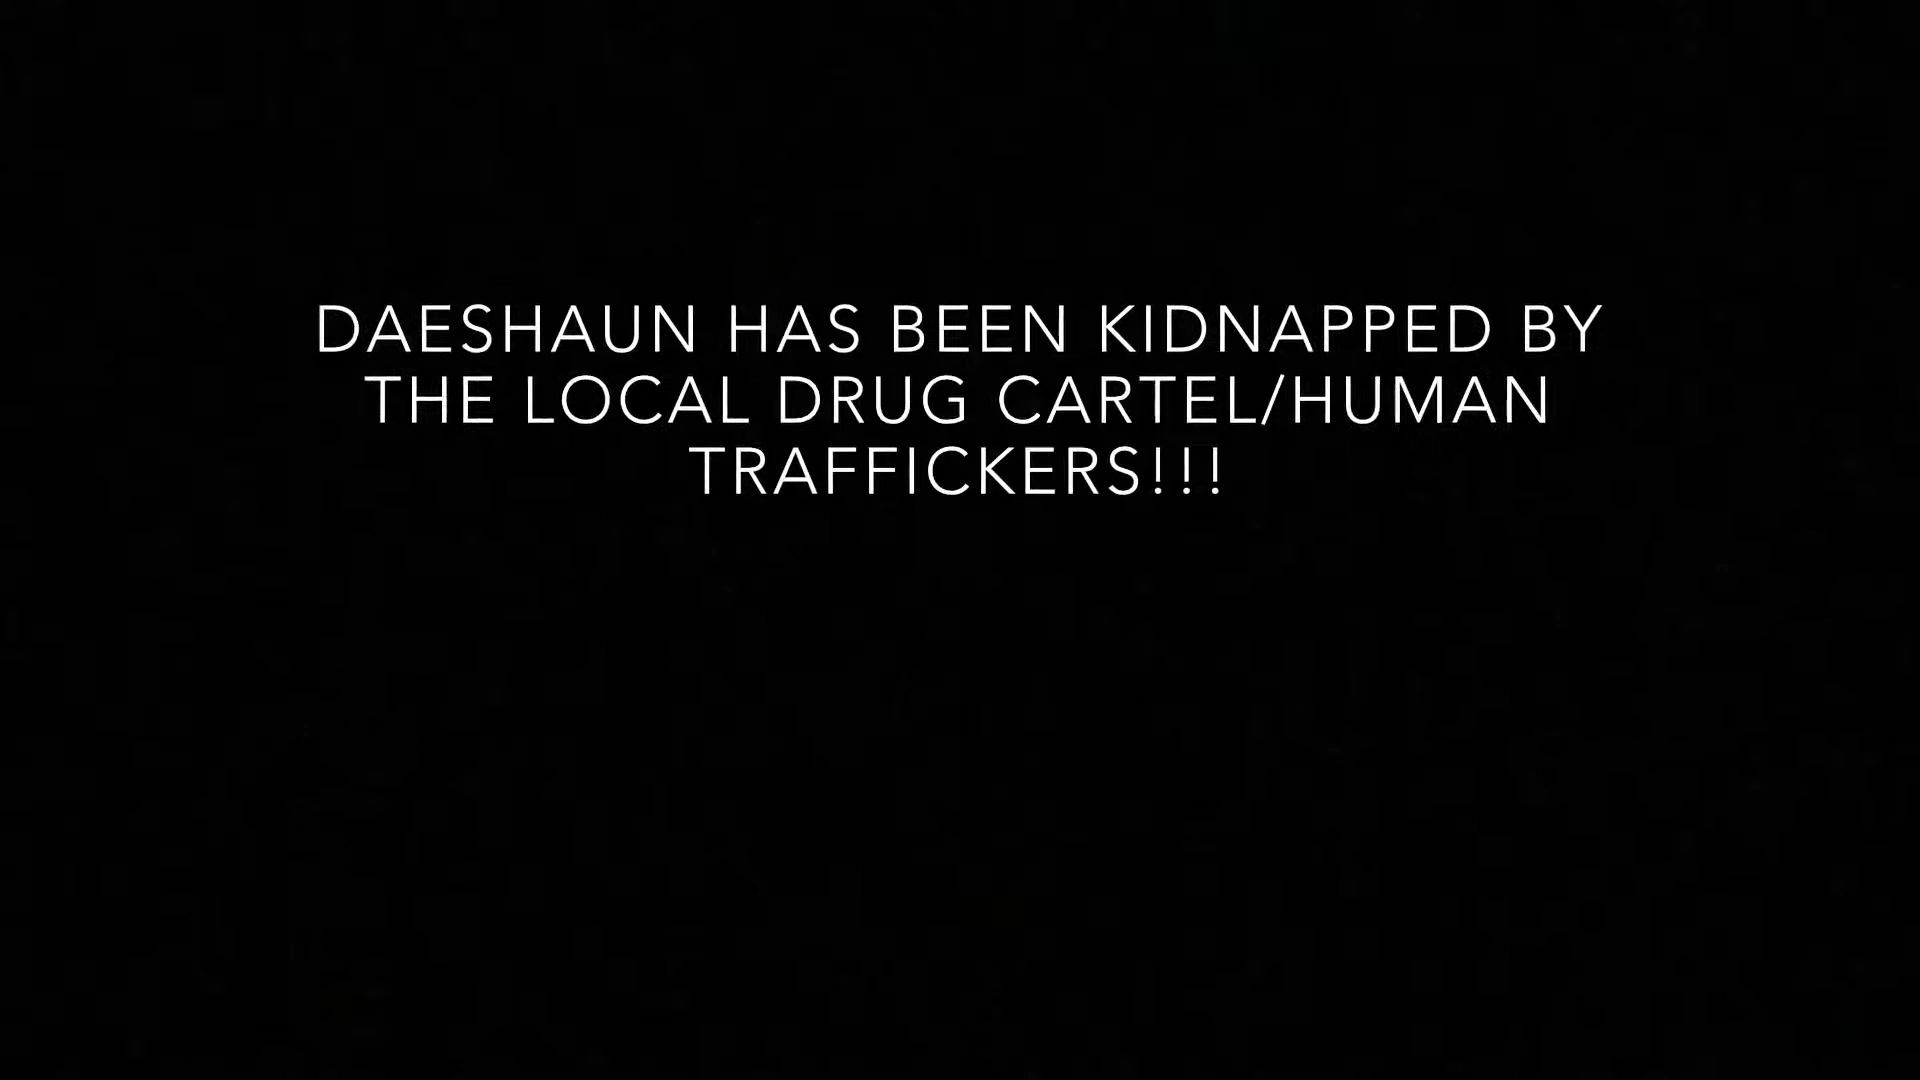 DAESHAUN HAS BEEN KIDNAPPED BY
THE LOCAL DRUG CARTEL/HUMAN
TRAFFICKERS!!!